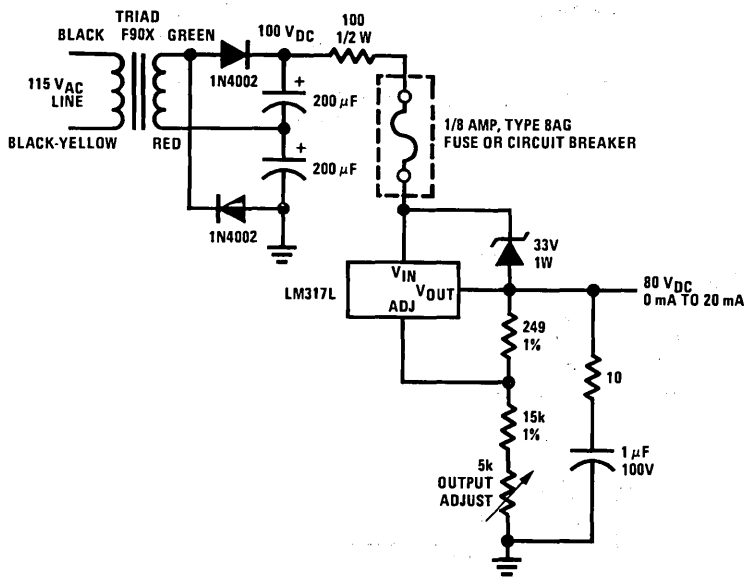 TRIAD
F90X
BLACK
GREEN
100 VDC
100
1/2 W
1N4002
115 VAC
LINE
+
200 µF
BLACK-YELLOW
RED
+
200 µF
1N4002
1/8 AMP, TYPE 8AG
FUSE OR CIRCUIT BREAKER
33V
1W
LM317L
VIN
VOUT
ADJ
80 VDC
0 mA TO 20 mA
249
1%
10
15k
1%
5k
OUTPUT
ADJUST
1 µF
100V